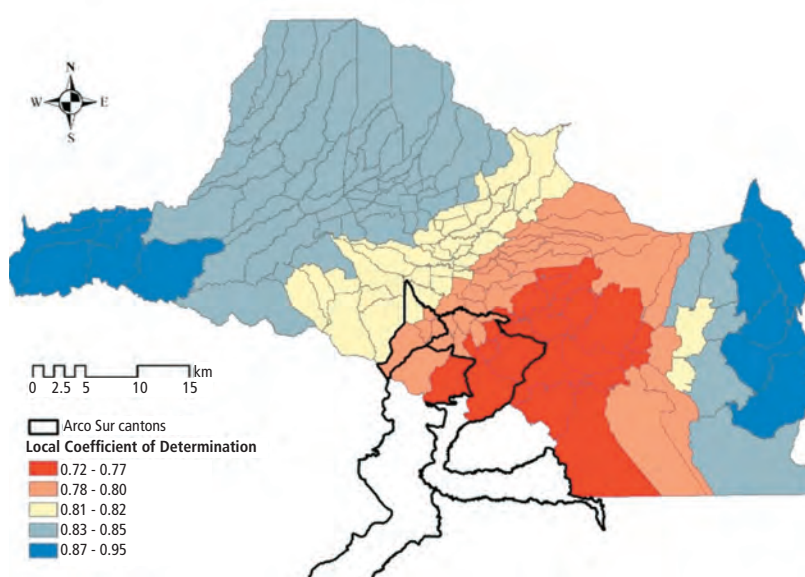 N
W E
S
km
0 2.5 5 10 15
Arco Sur cantons
Local Coefficient of Determination
0.72 - 0.77
0.78 - 0.80
0.81 - 0.82
0.83 - 0.85
0.87 - 0.95